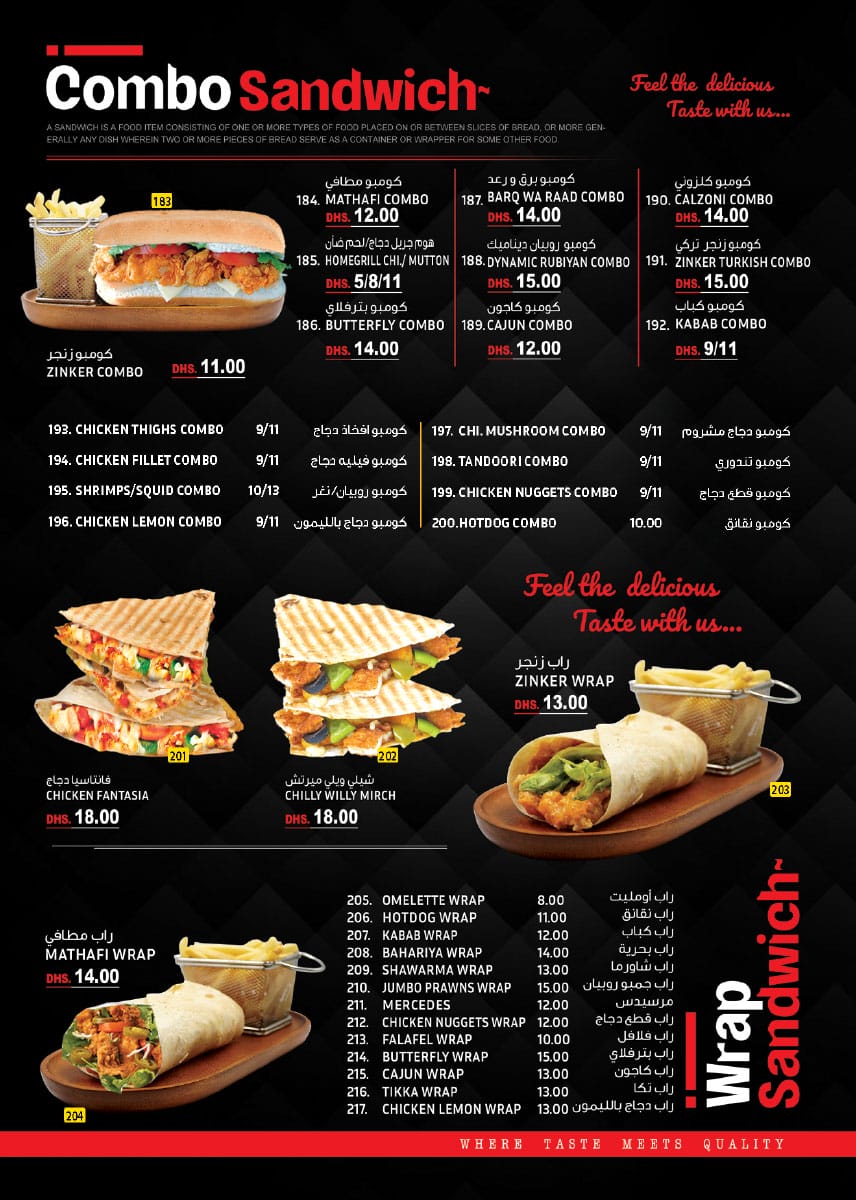 Combo Sandwich~
Feel the delicious
Taste with us...
A SANDWICH IS A FOOD ITEM CONSISTING OF ONE OR MORE TYPES OF FOOD PLACED ON OR BETWEEN SLICES OF BREAD, OR MORE GEN-
ERALLY ANY DISH WHEREIN TWO OR MORE PIECES OF BREAD SERVE AS A CONTAINER OR WRAPPER FOR SOME OTHER FOOD.
183
كومبو زنجر
ZINKER COMBO DHS. 11.00
كومبو مطافي
184. MATHAFI COMBO
DHS. 12.00
هوم جريل دجاج/لحم ضأن
185. HOMEGRILL CHI./ MUTTON
DHS. 5/8/11
كومبو بترفلاي
186. BUTTERFLY COMBO
DHS. 14.00
كومبو برق و رعد
187. BARQ WA RAAD COMBO
DHS. 14.00
كومبو روبيان ديناميك
188. DYNAMIC RUBIYAN COMBO
DHS. 15.00
كومبو كاجون
189. CAJUN COMBO
DHS. 12.00
كومبو كلزوني
190. CALZONI COMBO
DHS. 14.00
كومبو زنجر تركي
191. ZINKER TURKISH COMBO
DHS. 15.00
كومبو كباب
192. KABAB COMBO
DHS. 9/11
193. CHICKEN THIGHS COMBO 9/11 كومبو افخاذ دجاج
194. CHICKEN FILLET COMBO 9/11 كومبو فيليه دجاج
195. SHRIMPS/SQUID COMBO 10/13 كومبو روبيان/نغر
196. CHICKEN LEMON COMBO 9/11 كومبو دجاج بالليمون
197. CHI. MUSHROOM COMBO 9/11 كومبو دجاج مشروم
198. TANDOORI COMBO 9/11 كومبو تندوري
199. CHICKEN NUGGETS COMBO 9/11 كومبو قطع دجاج
200. HOTDOG COMBO 10.00 كومبو نقانق
201
فانتاسيا دجاج
CHICKEN FANTASIA
DHS. 18.00
202
شيلي ويلي ميرتش
CHILLY WILLY MIRCH
DHS. 18.00
Feel the delicious
Taste with us...
راب زنجر
ZINKER WRAP
DHS. 13.00
203
راب مطافي
MATHAFI WRAP
DHS. 14.00
204
205. OMELETTE WRAP 8.00 راب أومليت
206. HOTDOG WRAP 11.00 راب نقانق
207. KABAB WRAP 12.00 راب كباب
208. BAHARIYA WRAP 14.00 راب بحرية
209. SHAWARMA WRAP 13.00 راب شاورما
210. JUMBO PRAWNS WRAP 15.00 راب جمبو روبيان
211. MERCEDES 12.00 مرسيدس
212. CHICKEN NUGGETS WRAP 12.00 راب قطع دجاج
213. FALAFEL WRAP 10.00 راب فلافل
214. BUTTERFLY WRAP 15.00 راب بترفلاي
215. CAJUN WRAP 13.00 راب كاجون
216. TIKKA WRAP 13.00 راب تكا
217. CHICKEN LEMON WRAP 13.00 راب دجاج بالليمون
Wrap
Sandwich~
WHERE TASTE MEETS QUALITY